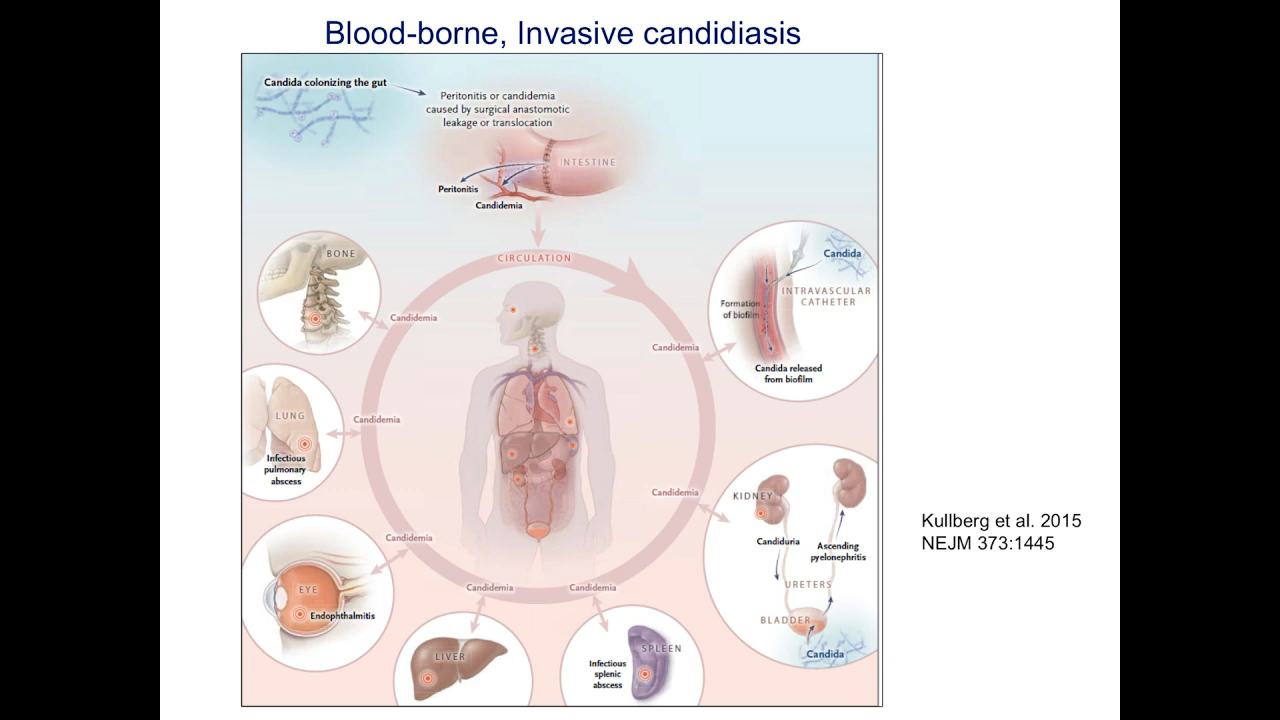 Blood-borne, Invasive candidiasis
Candida colonizing the gut
Peritonitis or candidemia
caused by surgical anastomotic
leakage or translocation
INTESTINE
Peritonitis
Candidemia
CIRCULATION
BONE
Candidemia
Candida
INTRAVASCULAR
CATHETER
Formation
of biofilm
Candidemia
Candida released
from biofilm
LUNG
Candidemia
Infectious
pulmonary
abscess
Candidemia
KIDNEY
Candiduria
Ascending
pyelonephritis
URETERS
BLADDER
Candida
Candidemia
EYE
Endophthalmitis
Candidemia
Candidemia
LIVER
SPLEEN
Infectious
splenic
abscess
Kullberg et al. 2015
NEJM 373:1445